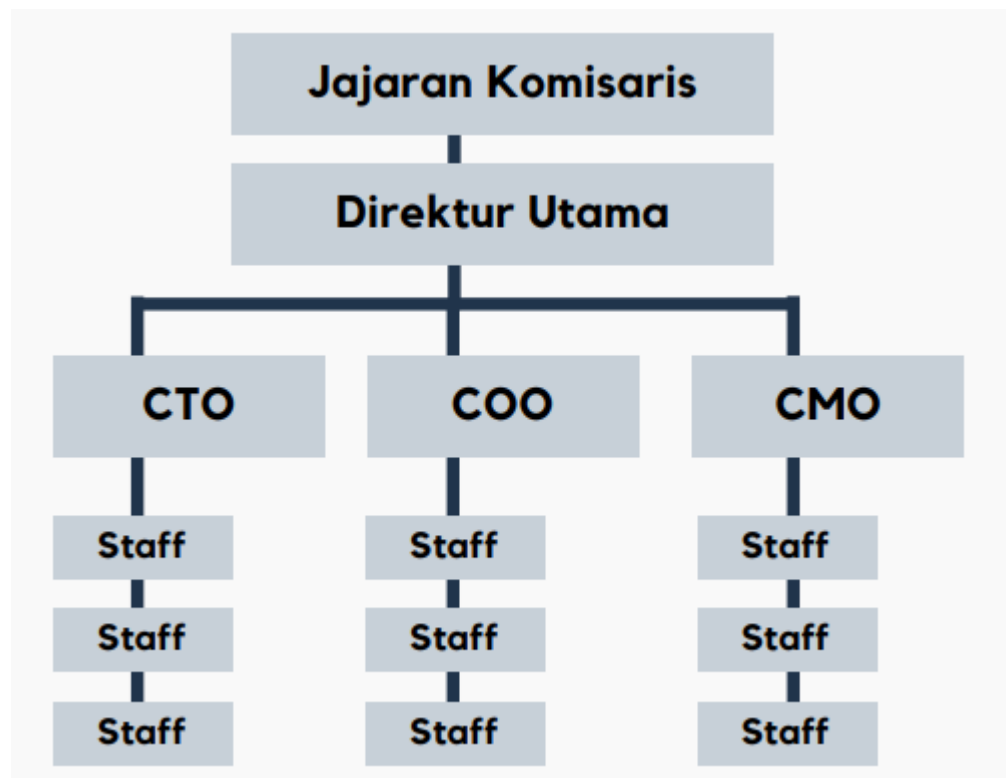 Jajaran Komisaris
Direktur Utama
CTO
COO
CMO
Staff
Staff
Staff
Staff
Staff
Staff
Staff
Staff
Staff